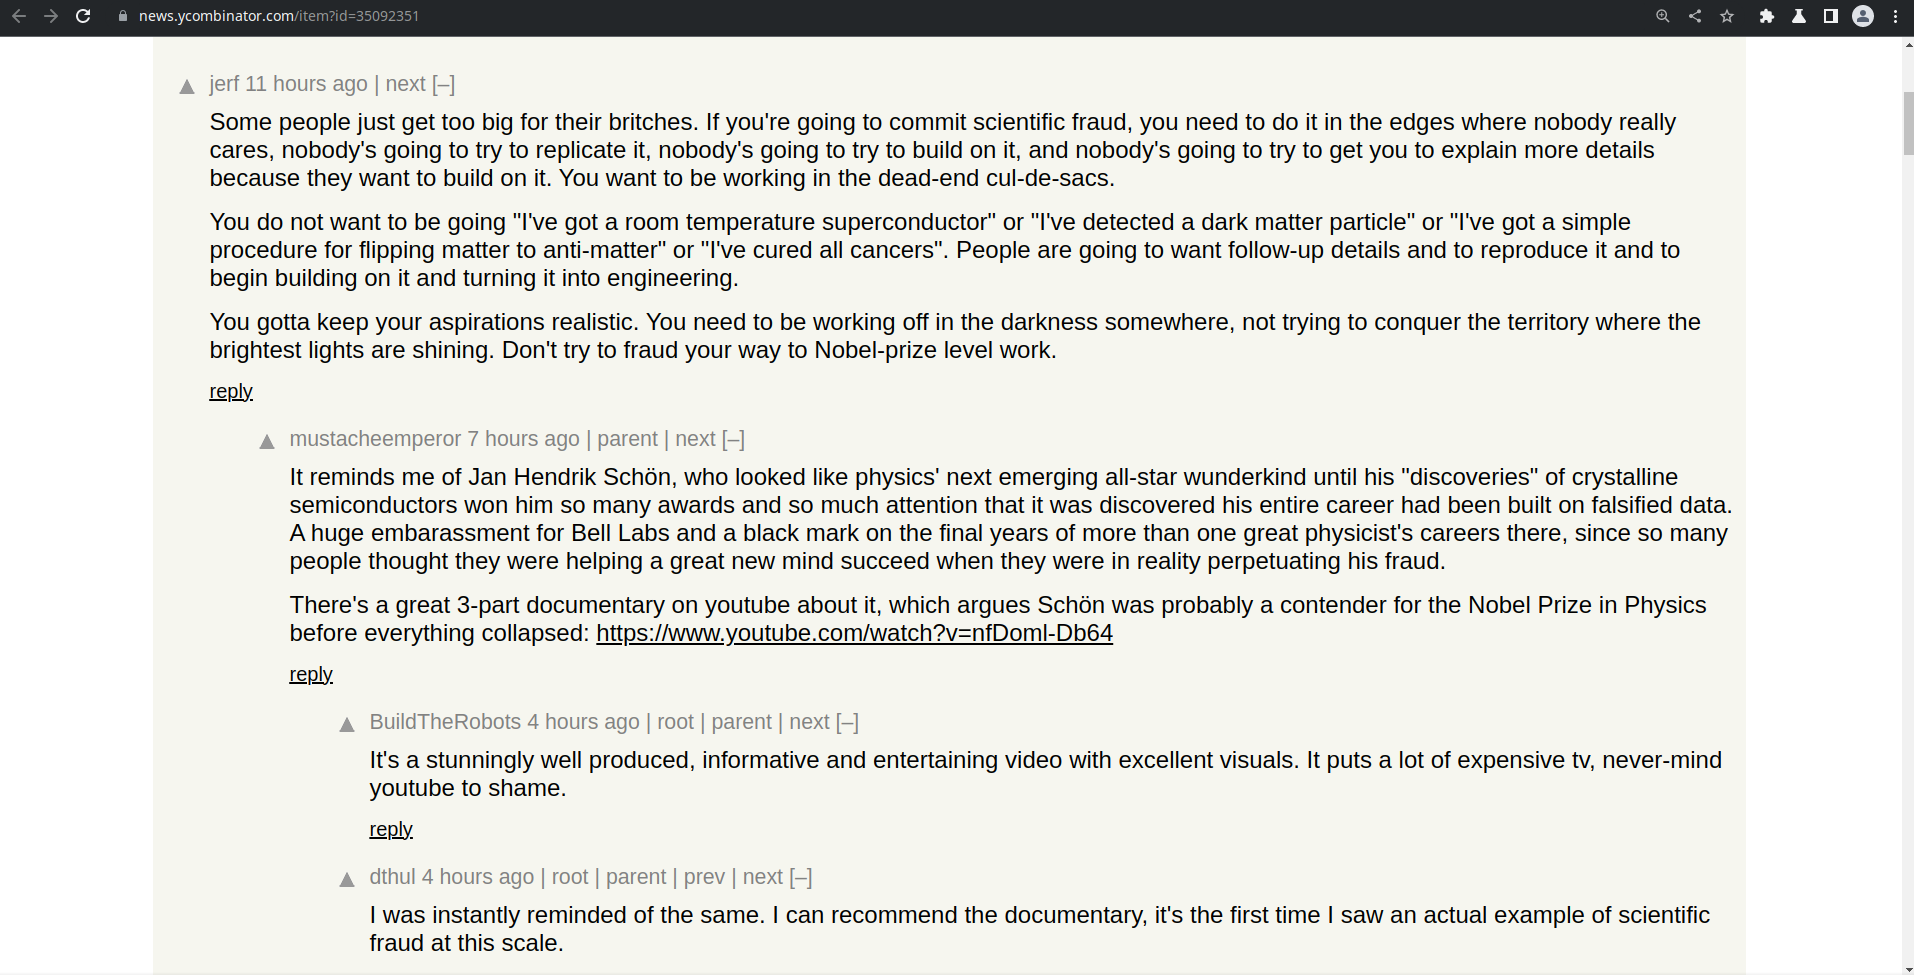 news.ycombinator.com/item?id=35092351
jerf 11 hours ago | next [–]
Some people just get too big for their britches. If you're going to commit scientific fraud, you need to do it in the edges where nobody really
cares, nobody's going to try to replicate it, nobody's going to try to build on it, and nobody's going to try to get you to explain more details
because they want to build on it. You want to be working in the dead-end cul-de-sacs.
You do not want to be going "I've got a room temperature superconductor" or "I've detected a dark matter particle" or "I've got a simple
procedure for flipping matter to anti-matter" or "I've cured all cancers". People are going to want follow-up details and to reproduce it and to
begin building on it and turning it into engineering.
You gotta keep your aspirations realistic. You need to be working off in the darkness somewhere, not trying to conquer the territory where the
brightest lights are shining. Don't try to fraud your way to Nobel-prize level work.
reply
mustacheemperor 7 hours ago | parent | next [–]
It reminds me of Jan Hendrik Schön, who looked like physics' next emerging all-star wunderkind until his "discoveries" of crystalline
semiconductors won him so many awards and so much attention that it was discovered his entire career had been built on falsified data.
A huge embarassment for Bell Labs and a black mark on the final years of more than one great physicist's careers there, since so many
people thought they were helping a great new mind succeed when they were in reality perpetuating his fraud.
There's a great 3-part documentary on youtube about it, which argues Schön was probably a contender for the Nobel Prize in Physics
before everything collapsed: https://www.youtube.com/watch?v=nfDoml-Db64
reply
BuildTheRobots 4 hours ago | root | parent | next [–]
It's a stunningly well produced, informative and entertaining video with excellent visuals. It puts a lot of expensive tv, never-mind
youtube to shame.
reply
dthul 4 hours ago | root | parent | prev | next [–]
I was instantly reminded of the same. I can recommend the documentary, it's the first time I saw an actual example of scientific
fraud at this scale.